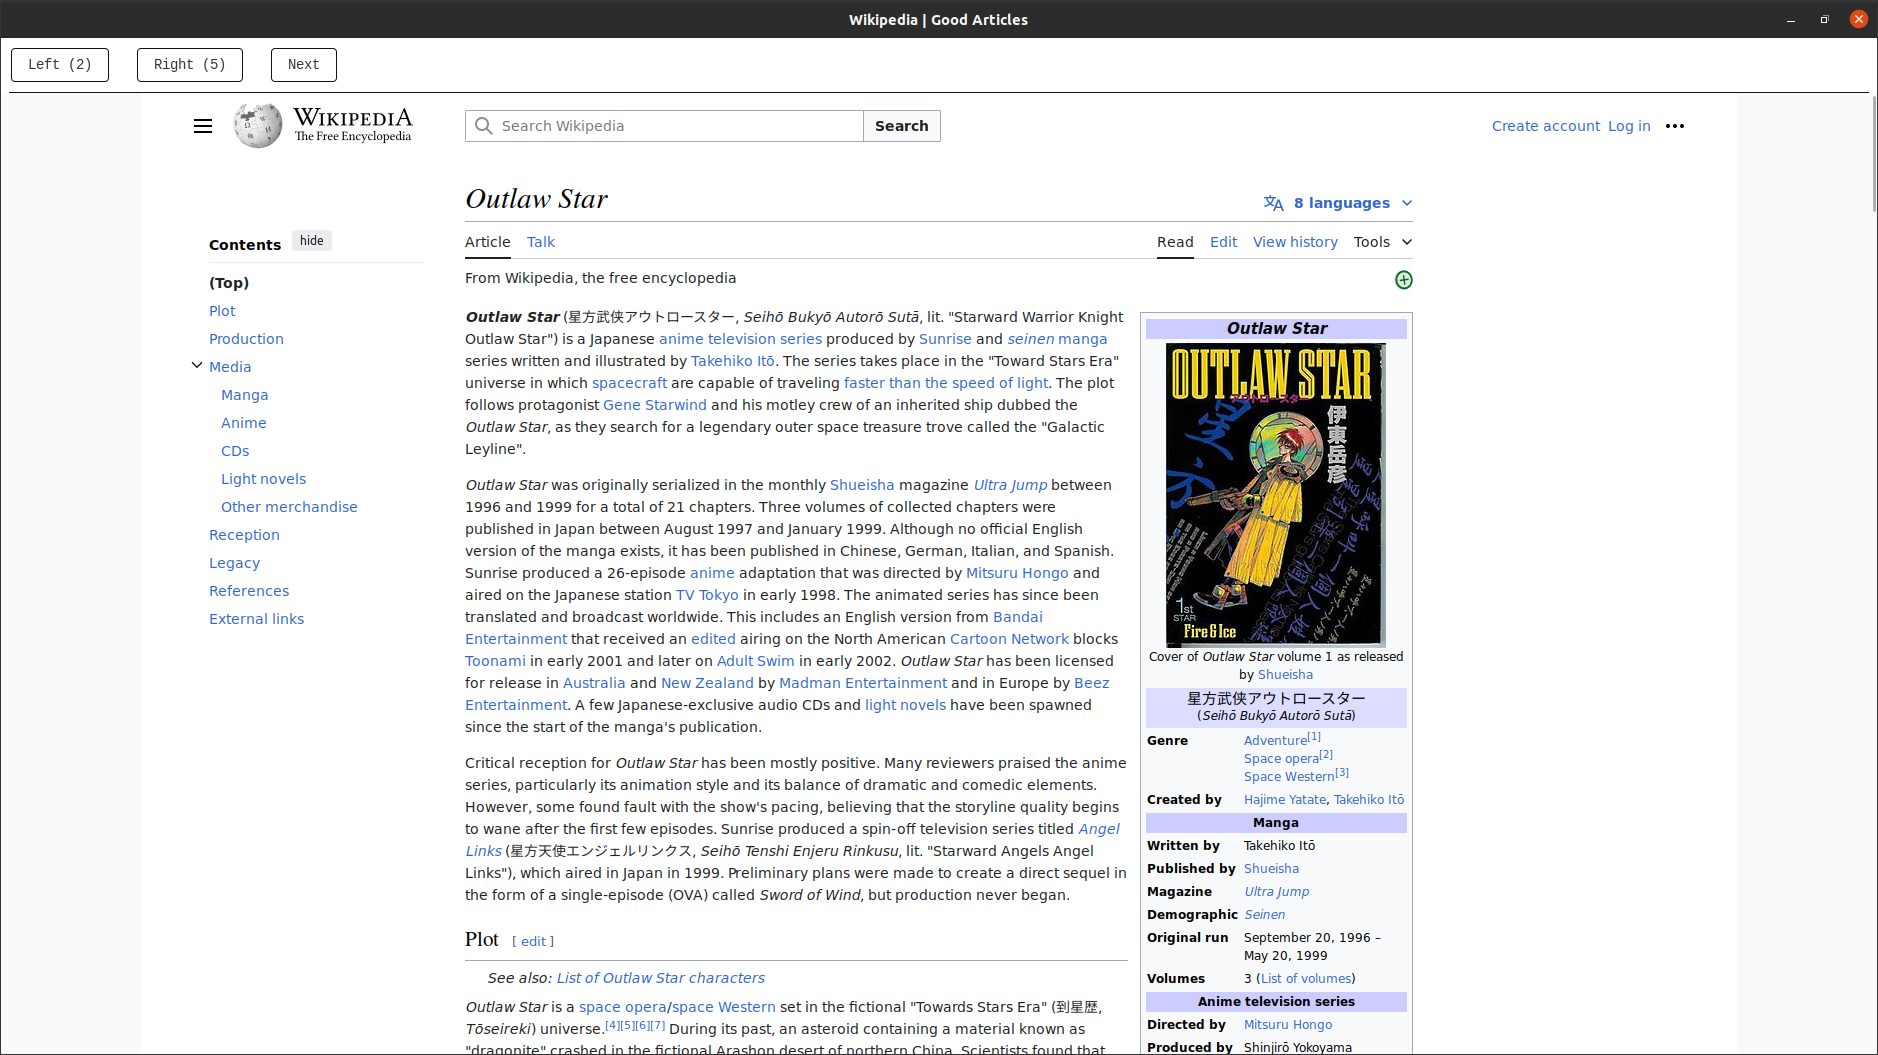 Wikipedia | Good Articles
Left (2)
Right (5)
Next
WIKIPEDIA
The Free Encyclopedia
Search Wikipedia
Search
Create account
Log in
Outlaw Star
8 languages
Contents
hide
(Top)
Plot
Production
Media
Manga
Anime
CDs
Light novels
Other merchandise
Reception
Legacy
References
External links
Article
Talk
Read
Edit
View history
Tools
From Wikipedia, the free encyclopedia
Outlaw Star (星方武侠アウトロースター, Seihō Bukyō Autorō Sutā, lit. "Starward Warrior Knight
Outlaw Star") is a Japanese anime television series produced by Sunrise and seinen manga
series written and illustrated by Takehiko Itō. The series takes place in the "Toward Stars Era"
universe in which spacecraft are capable of traveling faster than the speed of light. The plot
follows protagonist Gene Starwind and his motley crew of an inherited ship dubbed the
Outlaw Star, as they search for a legendary outer space treasure trove called the "Galactic
Leyline".
Outlaw Star was originally serialized in the monthly Shueisha magazine Ultra Jump between
1996 and 1999 for a total of 21 chapters. Three volumes of collected chapters were
published in Japan between August 1997 and January 1999. Although no official English
version of the manga exists, it has been published in Chinese, German, Italian, and Spanish.
Sunrise produced a 26-episode anime adaptation that was directed by Mitsuru Hongo and
aired on the Japanese station TV Tokyo in early 1998. The animated series has since been
translated and broadcast worldwide. This includes an English version from Bandai
Entertainment that received an edited airing on the North American Cartoon Network blocks
Toonami in early 2001 and later on Adult Swim in early 2002. Outlaw Star has been licensed
for release in Australia and New Zealand by Madman Entertainment and in Europe by Beez
Entertainment. A few Japanese-exclusive audio CDs and light novels have been spawned
since the start of the manga's publication.
Critical reception for Outlaw Star has been mostly positive. Many reviewers praised the anime
series, particularly its animation style and its balance of dramatic and comedic elements.
However, some found fault with the show's pacing, believing that the storyline quality begins
to wane after the first few episodes. Sunrise produced a spin-off television series titled Angel
Links (星方天使エンジェルリンクス, Seihō Tenshi Enjeru Rinkusu, lit. "Starward Angels Angel
Links"), which aired in Japan in 1999. Preliminary plans were made to create a direct sequel in
the form of a single-episode (OVA) called Sword of Wind, but production never began.
Plot [ edit ]
See also: List of Outlaw Star characters
Outlaw Star is a space opera/space Western set in the fictional "Towards Stars Era" (到星歴,
Tōseireki) universe.[4][5][6][7] During its past, an asteroid containing a material known as
"dragonite" crashed in the fictional Arashon desert of northern China. Scientists found that
Outlaw Star
OUTLAW STAR
アウトロースター
伊東岳彦
1st
STAR
Fire & Ice
Cover of Outlaw Star volume 1 as released
by Shueisha
星方武侠アウトロースター
(Seihō Bukyō Autorō Sutā)
Genre
Adventure[1]
Space opera[2]
Space Western[3]
Created by
Hajime Yatate, Takehiko Itō
Manga
Written by
Takehiko Itō
Published by
Shueisha
Magazine
Ultra Jump
Demographic
Seinen
Original run
September 20, 1996 –
May 20, 1999
Volumes
3 (List of volumes)
Anime television series
Directed by
Mitsuru Hongo
Produced by
Shinjirō Yokoyama